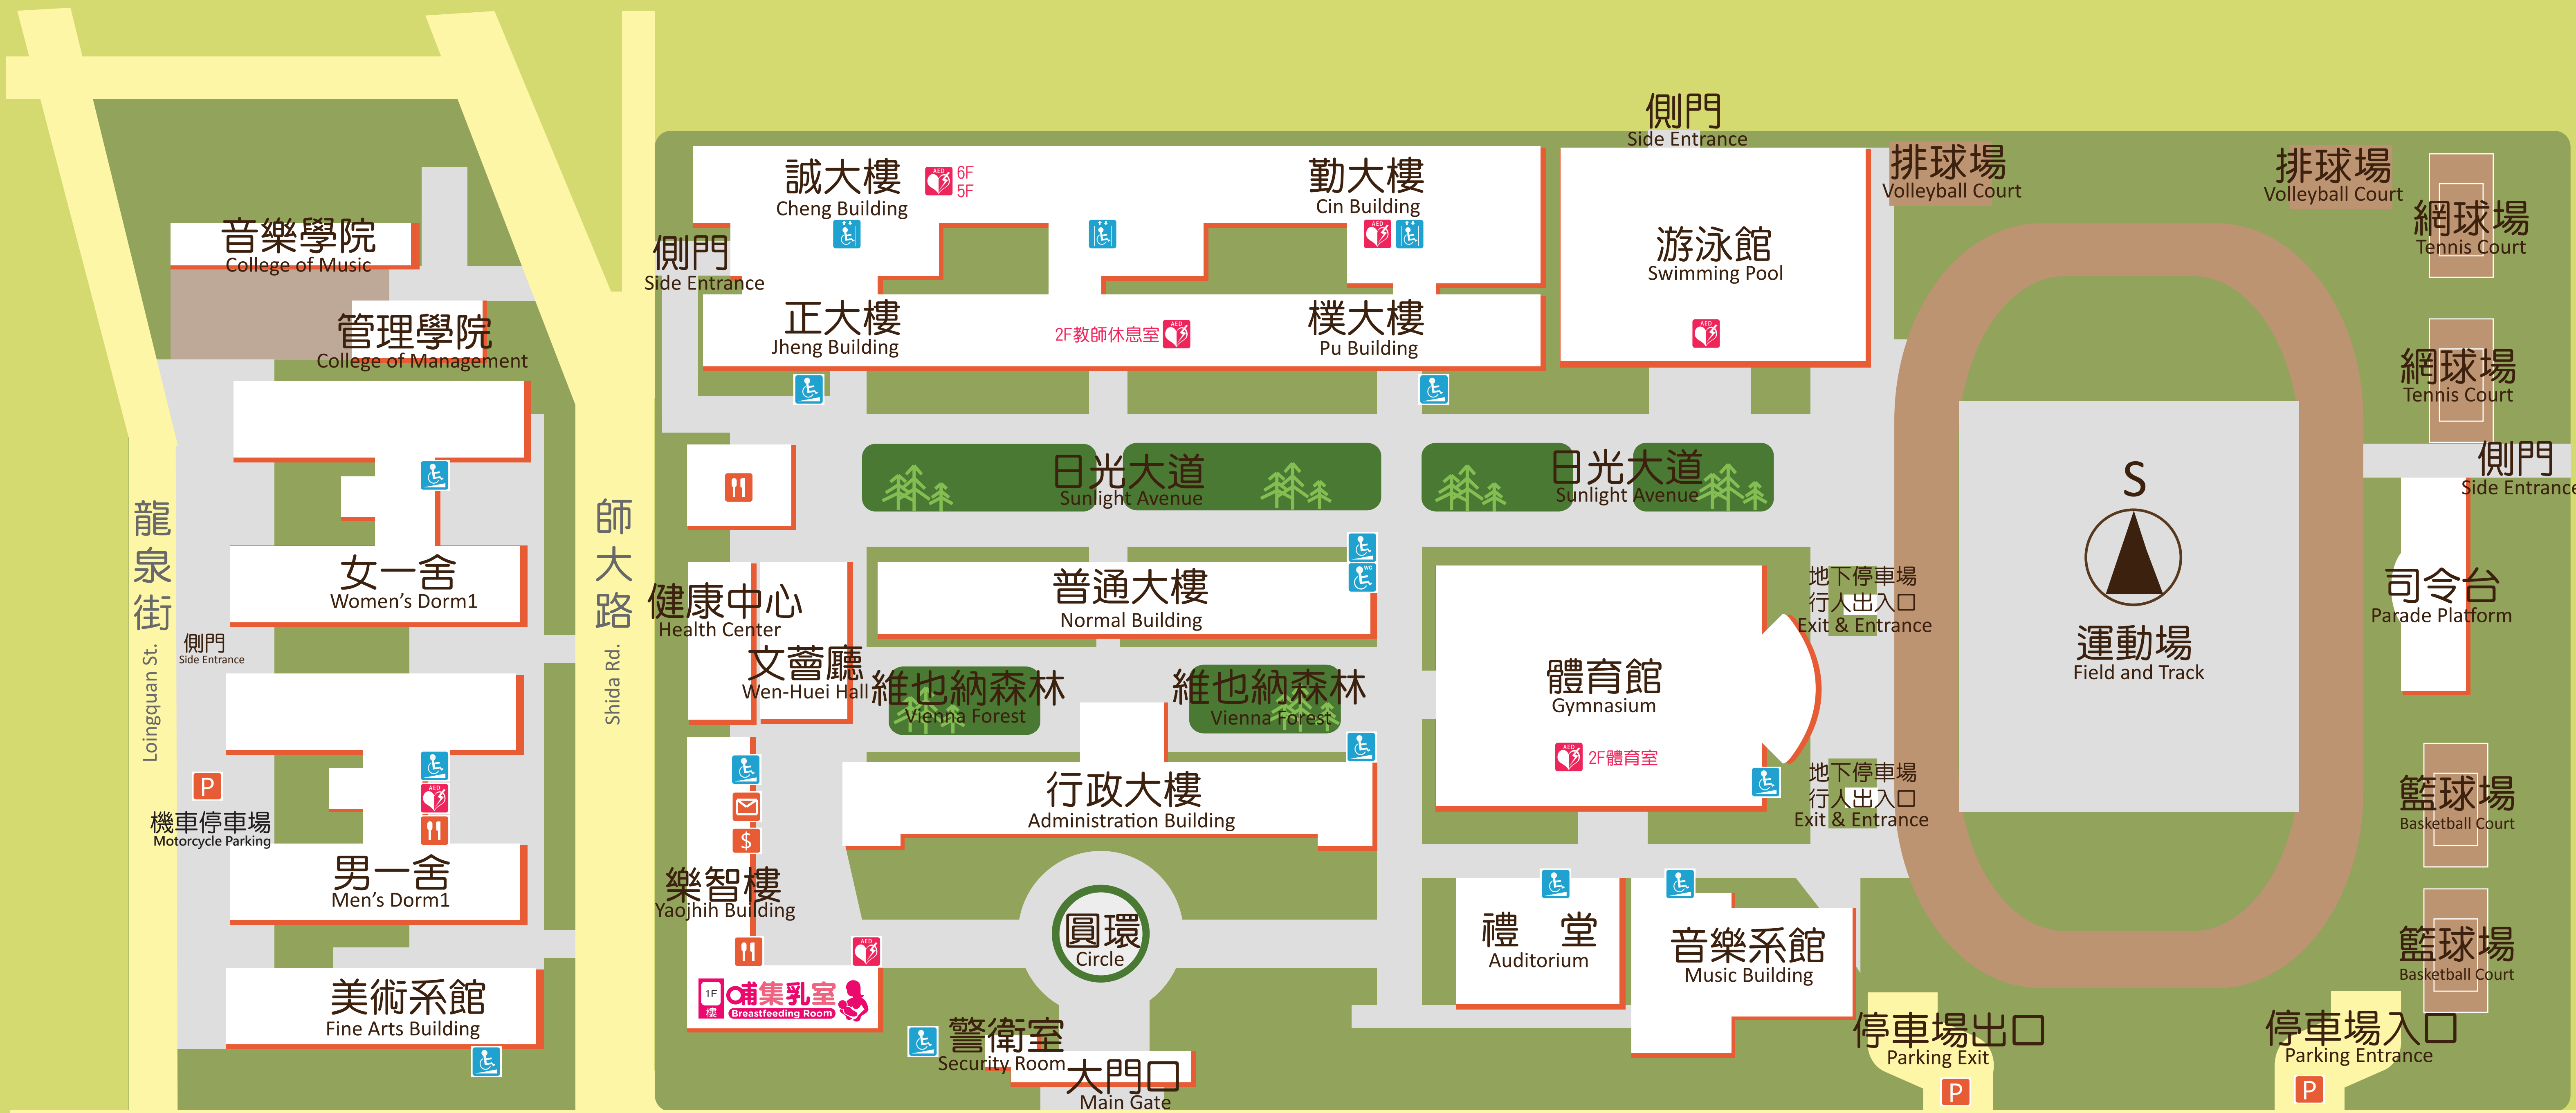 側門
Side Entrance
誠大樓
Cheng Building
AED
6F
5F
勤大樓
Cin Building
AED
排球場
Volleyball Court
排球場
Volleyball Court
網球場
Tennis Court
音樂學院
College of Music
側門
Side Entrance
游泳館
Swimming Pool
AED
管理學院
College of Management
正大樓
Jheng Building
2F教師休息室
AED
樸大樓
Pu Building
網球場
Tennis Court
日光大道
Sunlight Avenue
日光大道
Sunlight Avenue
側門
Side Entrance
S
龍泉街
Loingquan St.
師大路
Shida Rd.
女一舍
Women's Dorm1
側門
Side Entrance
健康中心
Health Center
文薈廳
Wen-Huei Hall
普通大樓
Normal Building
WC
地下停車場
行人出入口
Exit & Entrance
運動場
Field and Track
司令台
Parade Platform
維也納森林
Vienna Forest
維也納森林
Vienna Forest
體育館
Gymnasium
AED
2F體育室
地下停車場
行人出入口
Exit & Entrance
P
機車停車場
Motorcycle Parking
AED
男一舍
Men's Dorm1
$
樂智樓
Yaojhih Building
行政大樓
Administration Building
籃球場
Basketball Court
圓環
Circle
禮 堂
Auditorium
音樂系館
Music Building
籃球場
Basketball Court
美術系館
Fine Arts Building
AED
1F
樓
哺集乳室
Breastfeeding Room
警衛室
Security Room
大門口
Main Gate
停車場出口
Parking Exit
P
停車場入口
Parking Entrance
P